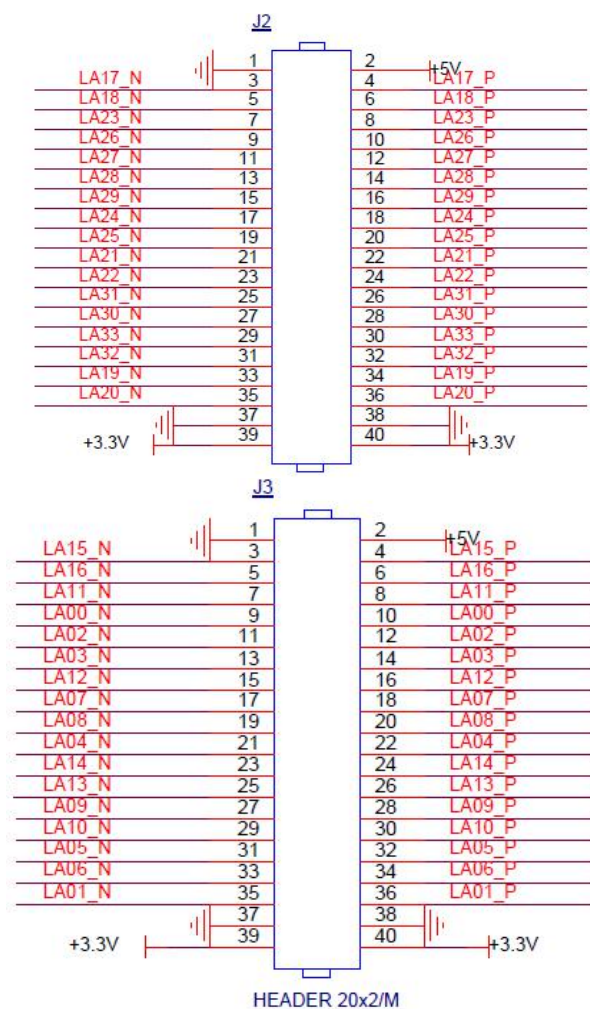 J2
1 2 +5V
LA17_N 3 4 LA17_P
LA18_N 5 6 LA18_P
LA23_N 7 8 LA23_P
LA26_N 9 10 LA26_P
LA27_N 11 12 LA27_P
LA28_N 13 14 LA28_P
LA29_N 15 16 LA29_P
LA24_N 17 18 LA24_P
LA25_N 19 20 LA25_P
LA21_N 21 22 LA21_P
LA22_N 23 24 LA22_P
LA31_N 25 26 LA31_P
LA30_N 27 28 LA30_P
LA33_N 29 30 LA33_P
LA32_N 31 32 LA32_P
LA19_N 33 34 LA19_P
LA20_N 35 36 LA20_P
37 38
+3.3V 39 40 +3.3V
J3
1 2 +5V
LA15_N 3 4 LA15_P
LA16_N 5 6 LA16_P
LA11_N 7 8 LA11_P
LA00_N 9 10 LA00_P
LA02_N 11 12 LA02_P
LA03_N 13 14 LA03_P
LA12_N 15 16 LA12_P
LA07_N 17 18 LA07_P
LA08_N 19 20 LA08_P
LA04_N 21 22 LA04_P
LA14_N 23 24 LA14_P
LA13_N 25 26 LA13_P
LA09_N 27 28 LA09_P
LA10_N 29 30 LA10_P
LA05_N 31 32 LA05_P
LA06_N 33 34 LA06_P
LA01_N 35 36 LA01_P
37 38
+3.3V 39 40 +3.3V
HEADER 20x2/M